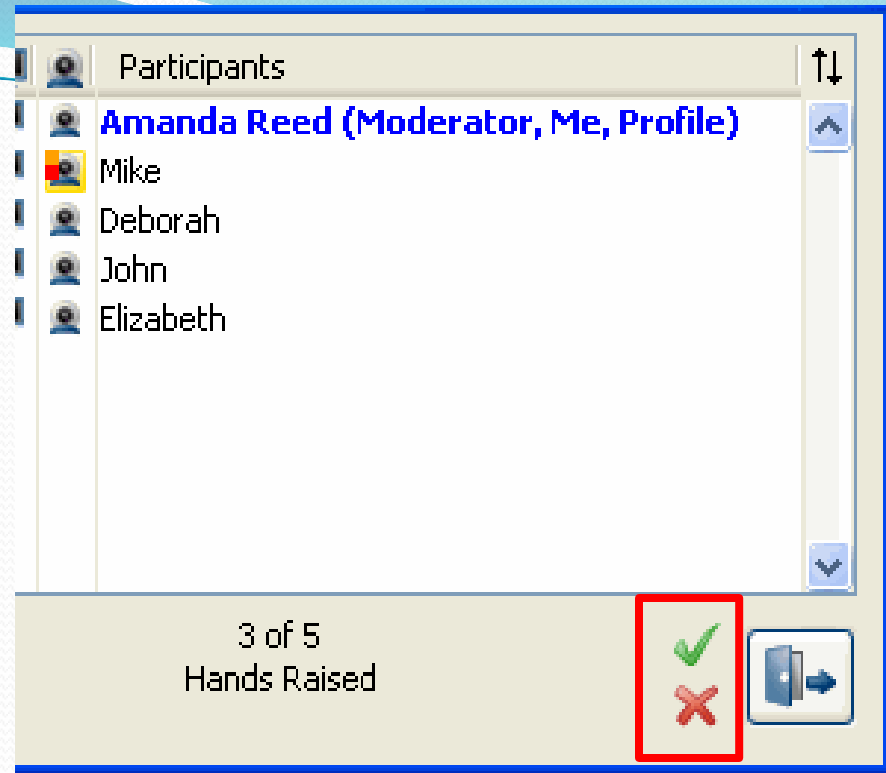 Participants
Amanda Reed (Moderator, Me, Profile)
Mike
Deborah
John
Elizabeth
3 of 5
Hands Raised